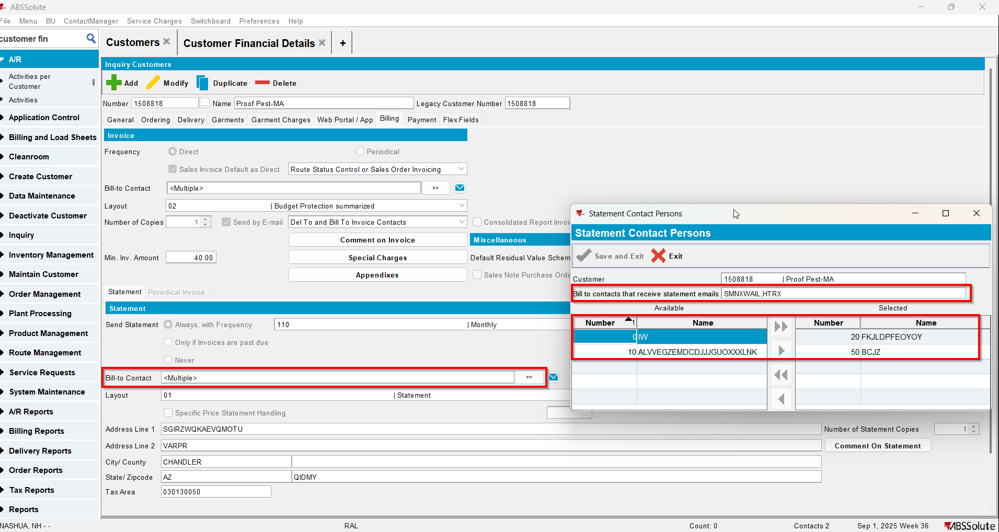 ABSSolute
File Menu BU ContactManager Service Charges Switchboard Preferences Help
customer fin
Customers
Customer Financial Details
+
A/R
Activities per
Customer
Activities
Application Control
Billing and Load Sheets
Cleanroom
Create Customer
Data Maintenance
Deactivate Customer
Inquiry
Inventory Management
Maintain Customer
Order Management
Plant Processing
Product Management
Route Management
Service Requests
System Maintenance
A/R Reports
Billing Reports
Delivery Reports
Order Reports
Tax Reports
Reports
Inquiry Customers
Add Modify Duplicate Delete
Number 1508818 ... Name Proof Pest-MA Legacy Customer Number 1508818
General Ordering Delivery Garments Garment Charges Web Portal / App Billing Payment Flex Fields
Invoice
Frequency Direct Periodical
Sales Invoice Default as Direct Route Status Control or Sales Order Invoicing
Bill-to Contact <Multiple> >>
Layout 02 | Budget Protection summarized
Number of Copies 1 Send by E-mail Del To and Bill To Invoice Contacts Consolidated Report Invoi
Comment on Invoice Miscellaneous
Min. Inv. Amount 40.00 Special Charges Default Residual Value Schem
Appendixes Sales Note Purchase Orde
Statement Periodical Invoice
Statement
Send Statement Always, with Frequency 110 | Monthly
Only if Invoices are past due
Never
Bill-to Contact <Multiple> >>
Layout 01 | Statement
Specific Price Statement Handling ...
Address Line 1 SGIRZWQKAEVQMOTU Number of Statement Copies 1
Address Line 2 VARPR Comment On Statement
City/ County CHANDLER
State/ Zipcode AZ QIDMY
Tax Area 030130050
Statement Contact Persons
Statement Contact Persons
Save and Exit Exit
Customer 1508818 | Proof Pest-MA
Bill to contacts that receive statement emails SMNXWAIL,HTRX
Available Selected
Number 1 Name Number Name
0 IW 20 FKJLDPFEOYOY
10 ALVVEGZEMDCDJJJGUOXXXLNK 50 BCJZ
NASHUA, NH - - RAL Count: 0 Contacts 2 Sep 1, 2025 Week 36 ABSSolute